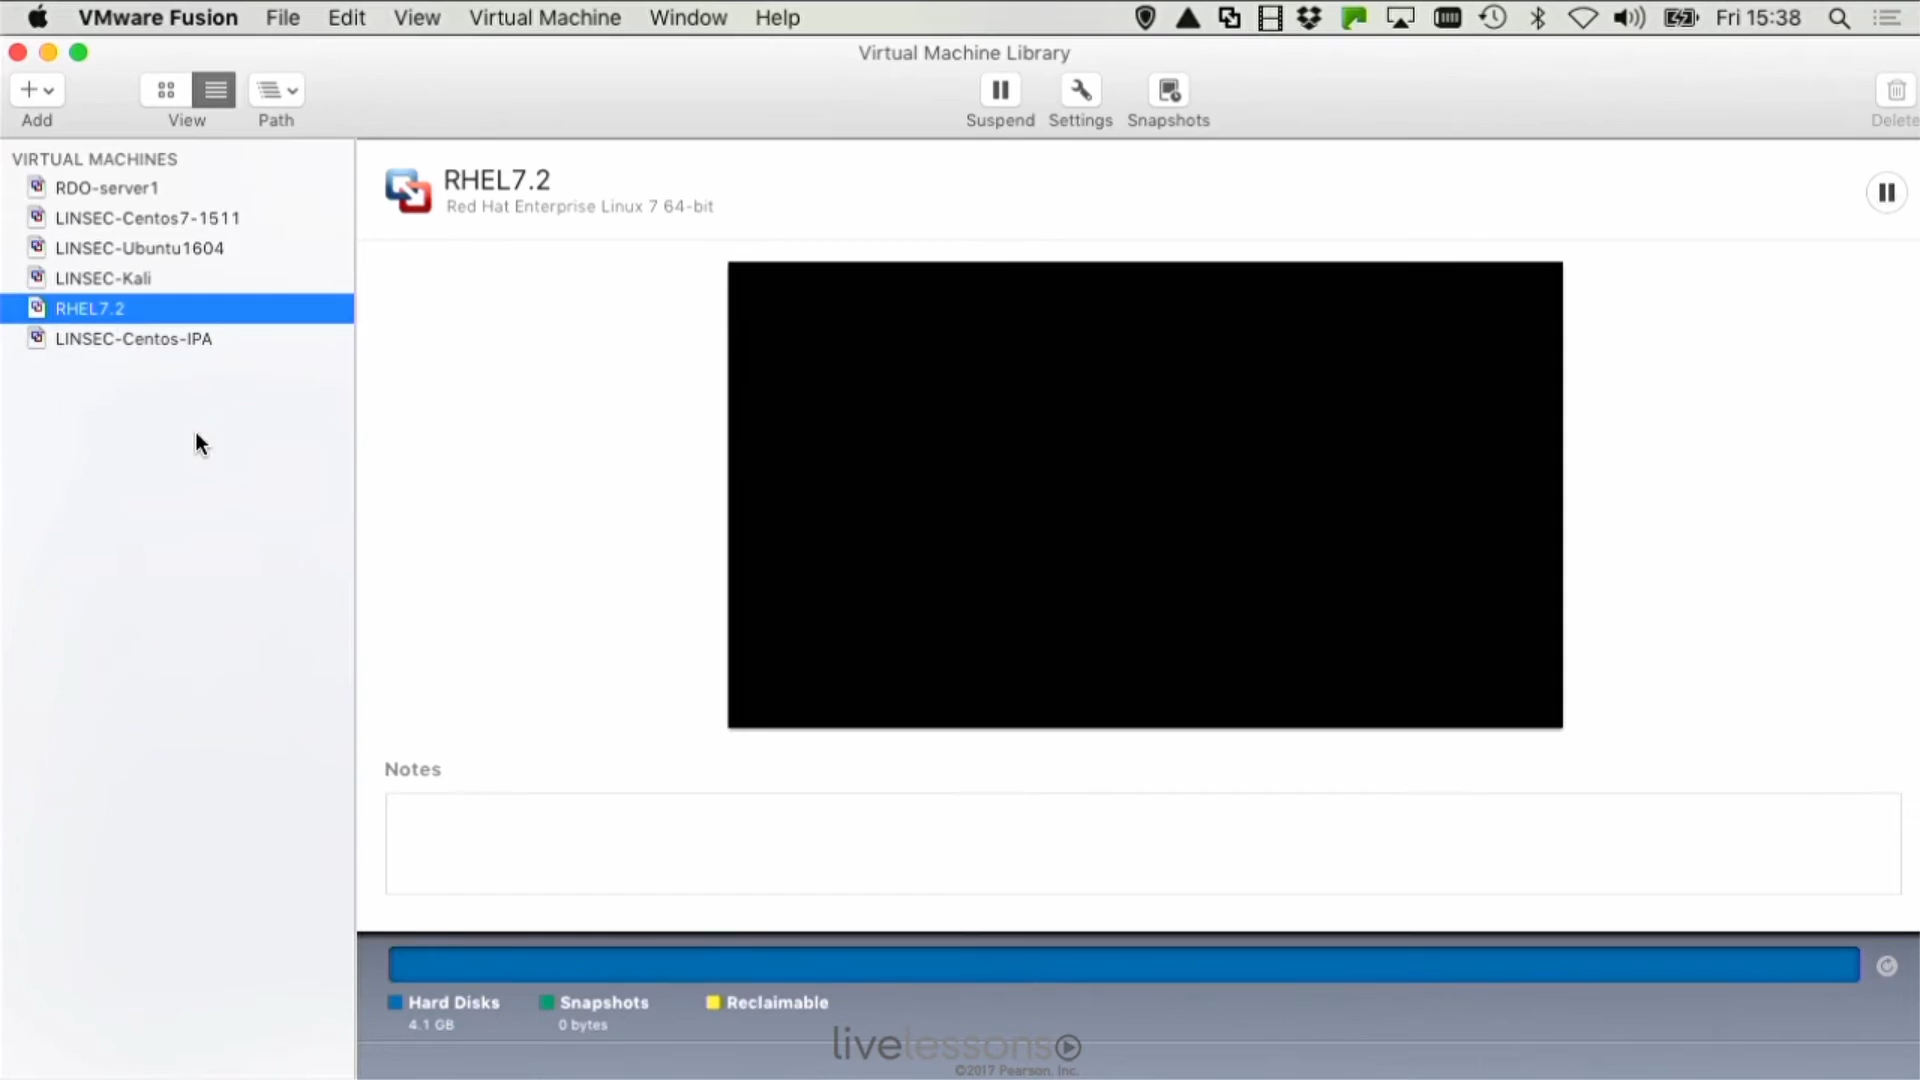 VMware Fusion File Edit View Virtual Machine Window Help Fri 15:38
Virtual Machine Library
Add View Path Suspend Settings Snapshots Delete
VIRTUAL MACHINES
RDO-server1
LINSEC-Centos7-1511
LINSEC-Ubuntu1604
LINSEC-Kali
RHEL7.2
LINSEC-Centos-IPA
RHEL7.2
Red Hat Enterprise Linux 7 64-bit
Notes
Hard Disks Snapshots Reclaimable
4.1 GB 0 bytes
livelessons
©2017 Pearson, Inc.